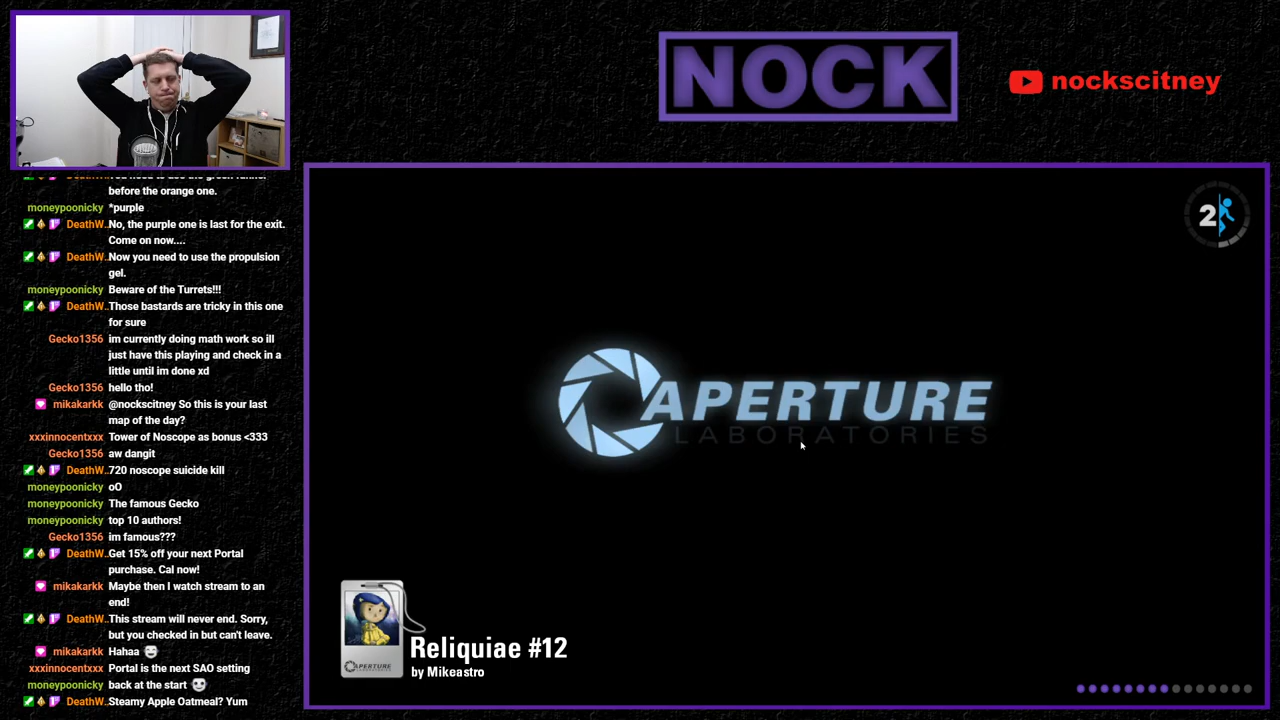 NOCK
nockscitney
before the orange one.
moneypoonicky *purple
DeathW.. No, the purple one is last for the exit.
Come on now....
DeathW.. Now you need to use the propulsion
gel.
moneypoonicky Beware of the Turrets!!!
DeathW.. Those bastards are tricky in this one
for sure
Gecko1356 im currently doing math work so ill
just have this playing and check in a
little until im done xd
Gecko1356 hello tho!
mikakarkk @nockscitney So this is your last
map of the day?
xxxinnocentxxx Tower of Noscope as bonus <333
Gecko1356 aw dangit
DeathW.. 720 noscope suicide kill
moneypoonicky oO
moneypoonicky The famous Gecko
moneypoonicky top 10 authors!
Gecko1356 im famous???
DeathW.. Get 15% off your next Portal
purchase. Cal now!
mikakarkk Maybe then I watch stream to an
end!
DeathW.. This stream will never end. Sorry,
but you checked in but can't leave.
mikakarkk Hahaa
xxxinnocentxxx Portal is the next SAO setting
moneypoonicky back at the start
DeathW.. Steamy Apple Oatmeal? Yum
2
APERTURE
LABORATORIES
APERTURE
Reliquiae #12
by Mikeastro